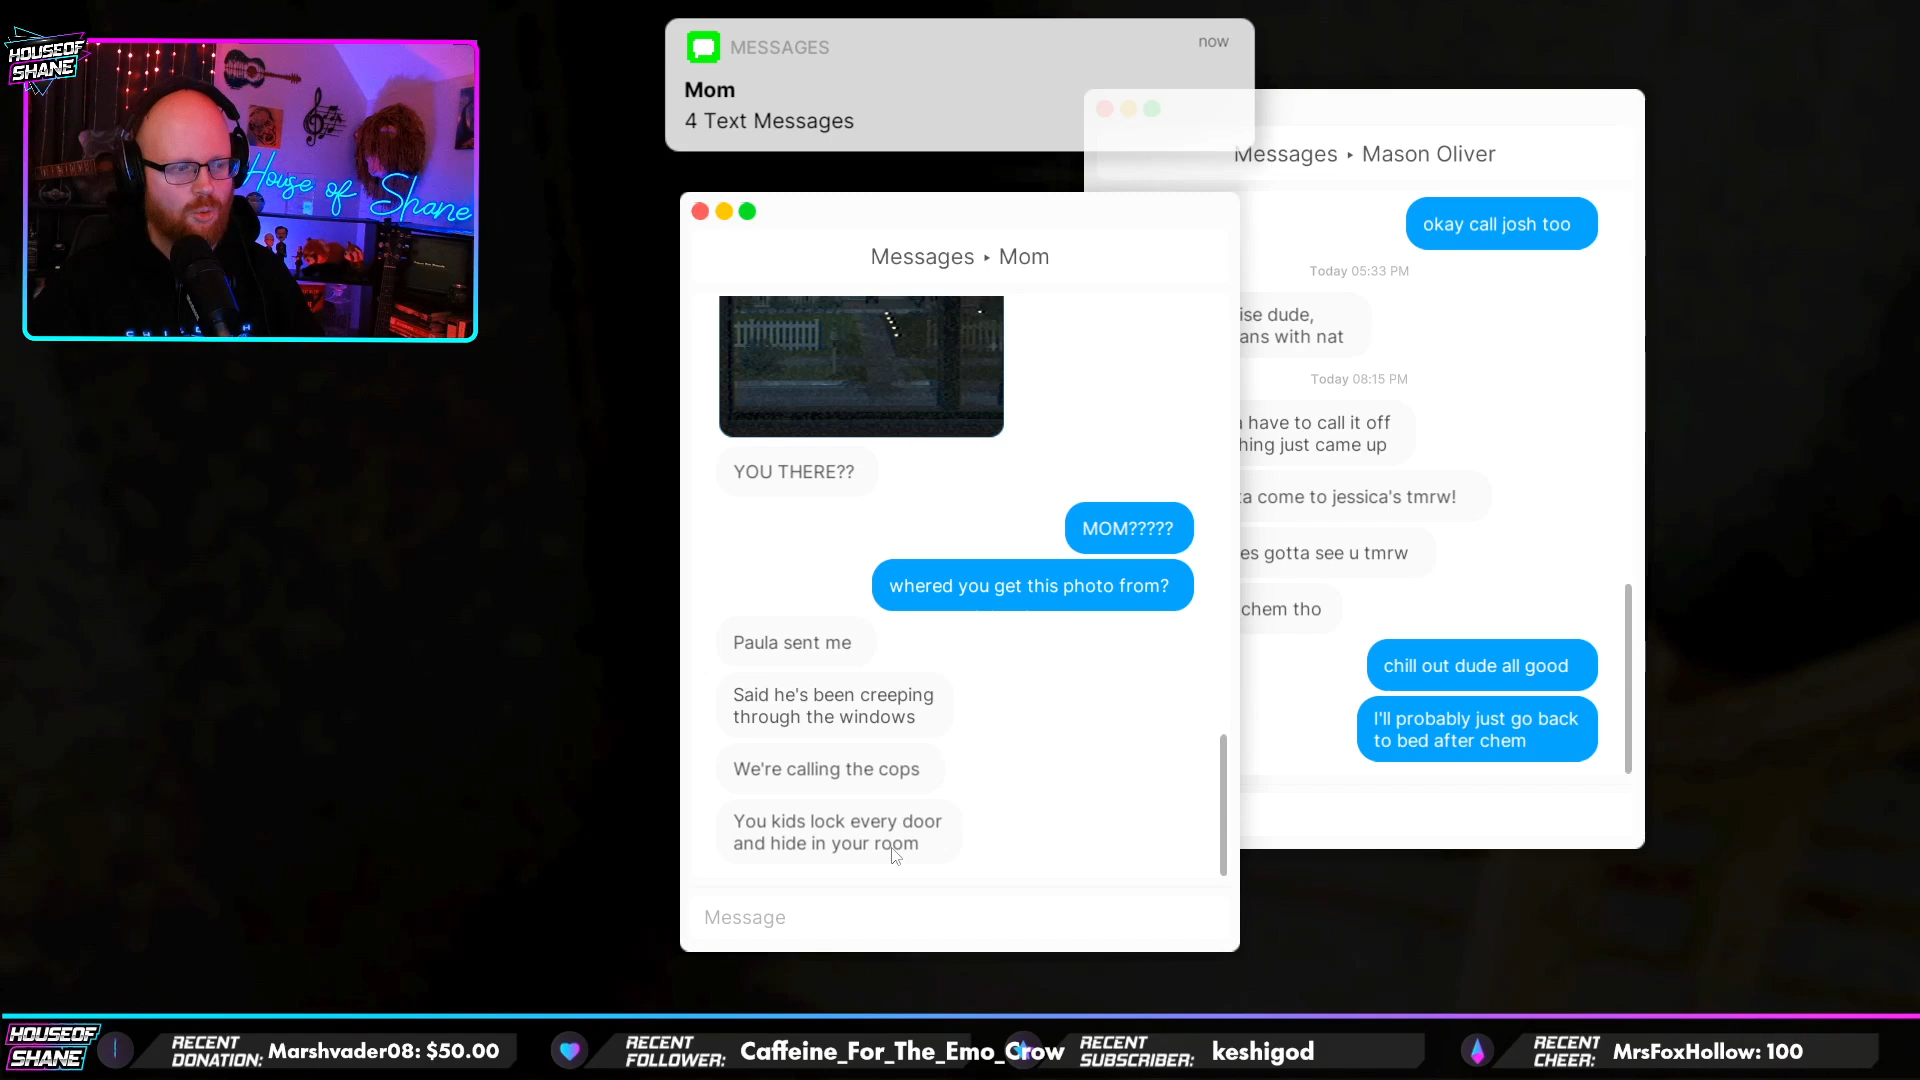 HOUSEOF
SHANE
House of
Shane
MESSAGES
now
Mom
4 Text Messages
Messages ▸ Mason Oliver
okay call josh too
Today 05:33 PM
ise dude,
ans with nat
Today 08:15 PM
have to call it off
hing just came up
ta come to jessica's tmrw!
es gotta see u tmrw
chem tho
chill out dude all good
I'll probably just go back
to bed after chem
Messages ▸ Mom
YOU THERE??
MOM?????
whered you get this photo from?
Paula sent me
Said he's been creeping
through the windows
We're calling the cops
You kids lock every door
and hide in your room
Message
HOUSEOF
SHANE
RECENT
DONATION: Marshvader08: $50.00
RECENT
FOLLOWER: Caffeine_For_The_Emo_Crow
RECENT
SUBSCRIBER: keshigod
RECENT
CHEER: MrsFoxHollow: 100